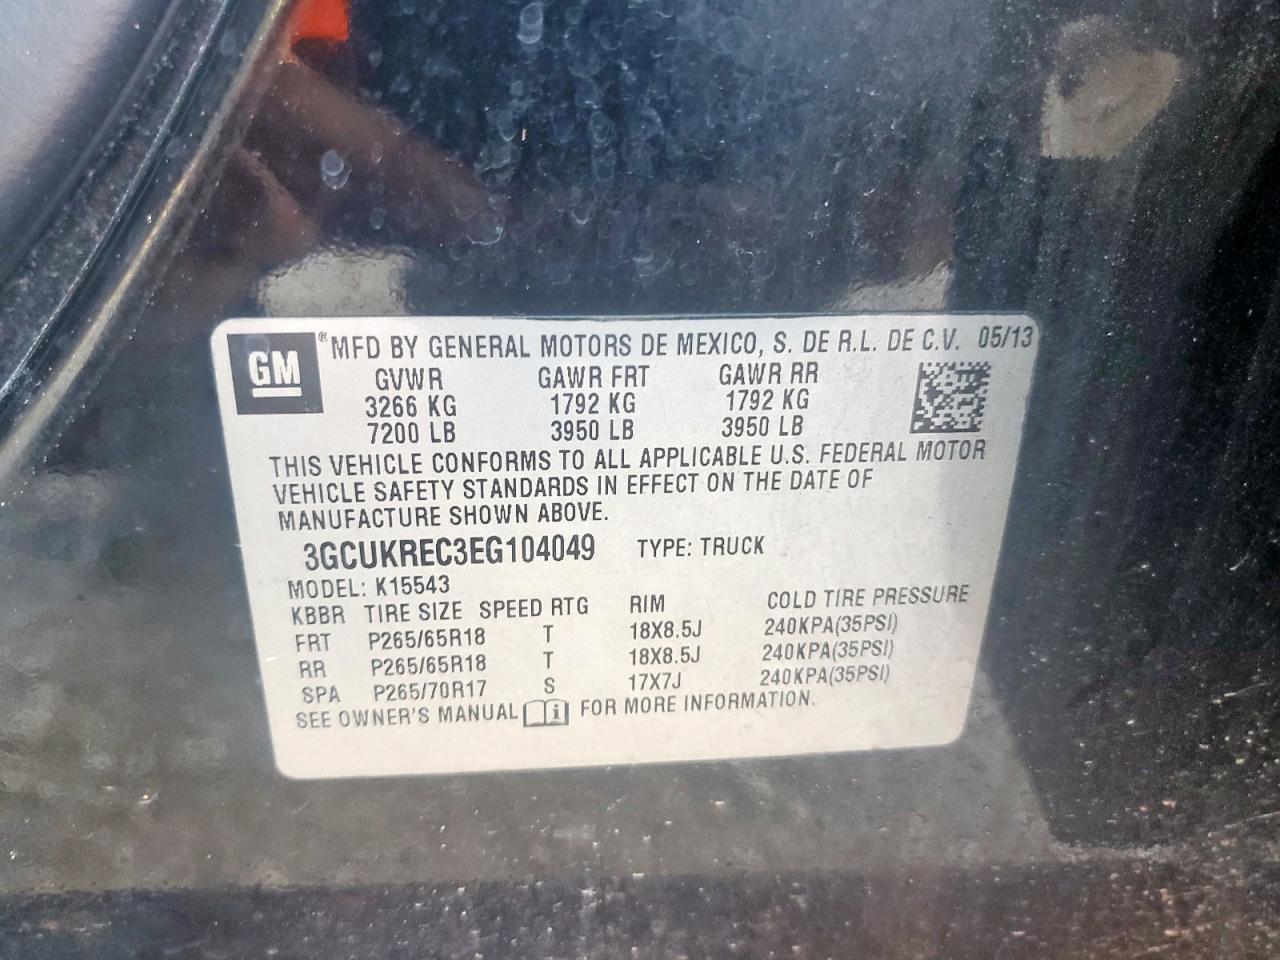 GM ® MFD BY GENERAL MOTORS DE MEXICO, S. DE R.L. DE C.V. 05/13
GVWR GAWR FRT GAWR RR
3266 KG 1792 KG 1792 KG
7200 LB 3950 LB 3950 LB
THIS VEHICLE CONFORMS TO ALL APPLICABLE U.S. FEDERAL MOTOR
VEHICLE SAFETY STANDARDS IN EFFECT ON THE DATE OF
MANUFACTURE SHOWN ABOVE.
3GCUKREC3EG104049 TYPE: TRUCK
MODEL: K15543
KBBR TIRE SIZE SPEED RTG RIM COLD TIRE PRESSURE
FRT P265/65R18 T 18X8.5J 240KPA(35PSI)
RR P265/65R18 T 18X8.5J 240KPA(35PSI)
SPA P265/70R17 S 17X7J 240KPA(35PSI)
SEE OWNER'S MANUAL i FOR MORE INFORMATION.